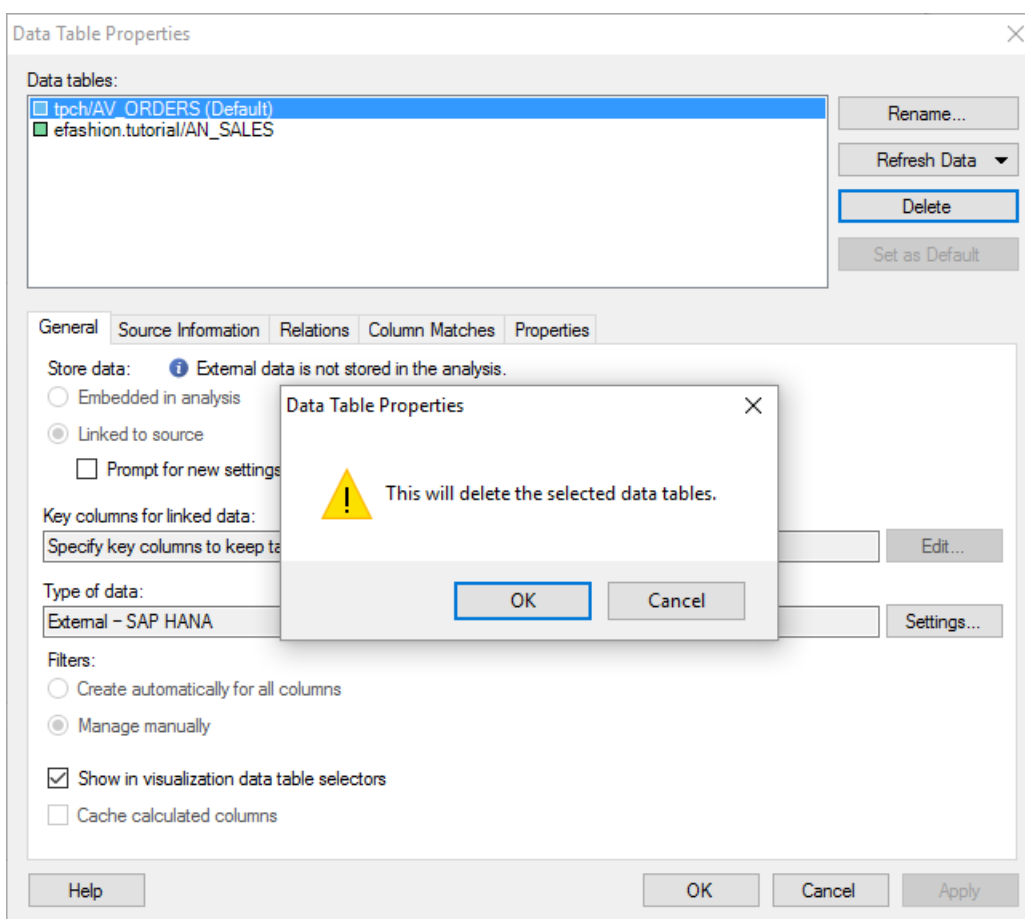 Data Table Properties
Data tables:
tpch/AV_ORDERS (Default)
efashion.tutorial/AN_SALES
Rename...
Refresh Data
Delete
Set as Default
General Source Information Relations Column Matches Properties
Store data: External data is not stored in the analysis.
Embedded in analysis
Linked to source
Prompt for new settings
Key columns for linked data:
Specify key columns to keep ta
Edit...
Type of data:
External – SAP HANA
Settings...
Filters:
Create automatically for all columns
Manage manually
Show in visualization data table selectors
Cache calculated columns
Data Table Properties
This will delete the selected data tables.
OK Cancel
Help OK Cancel Apply